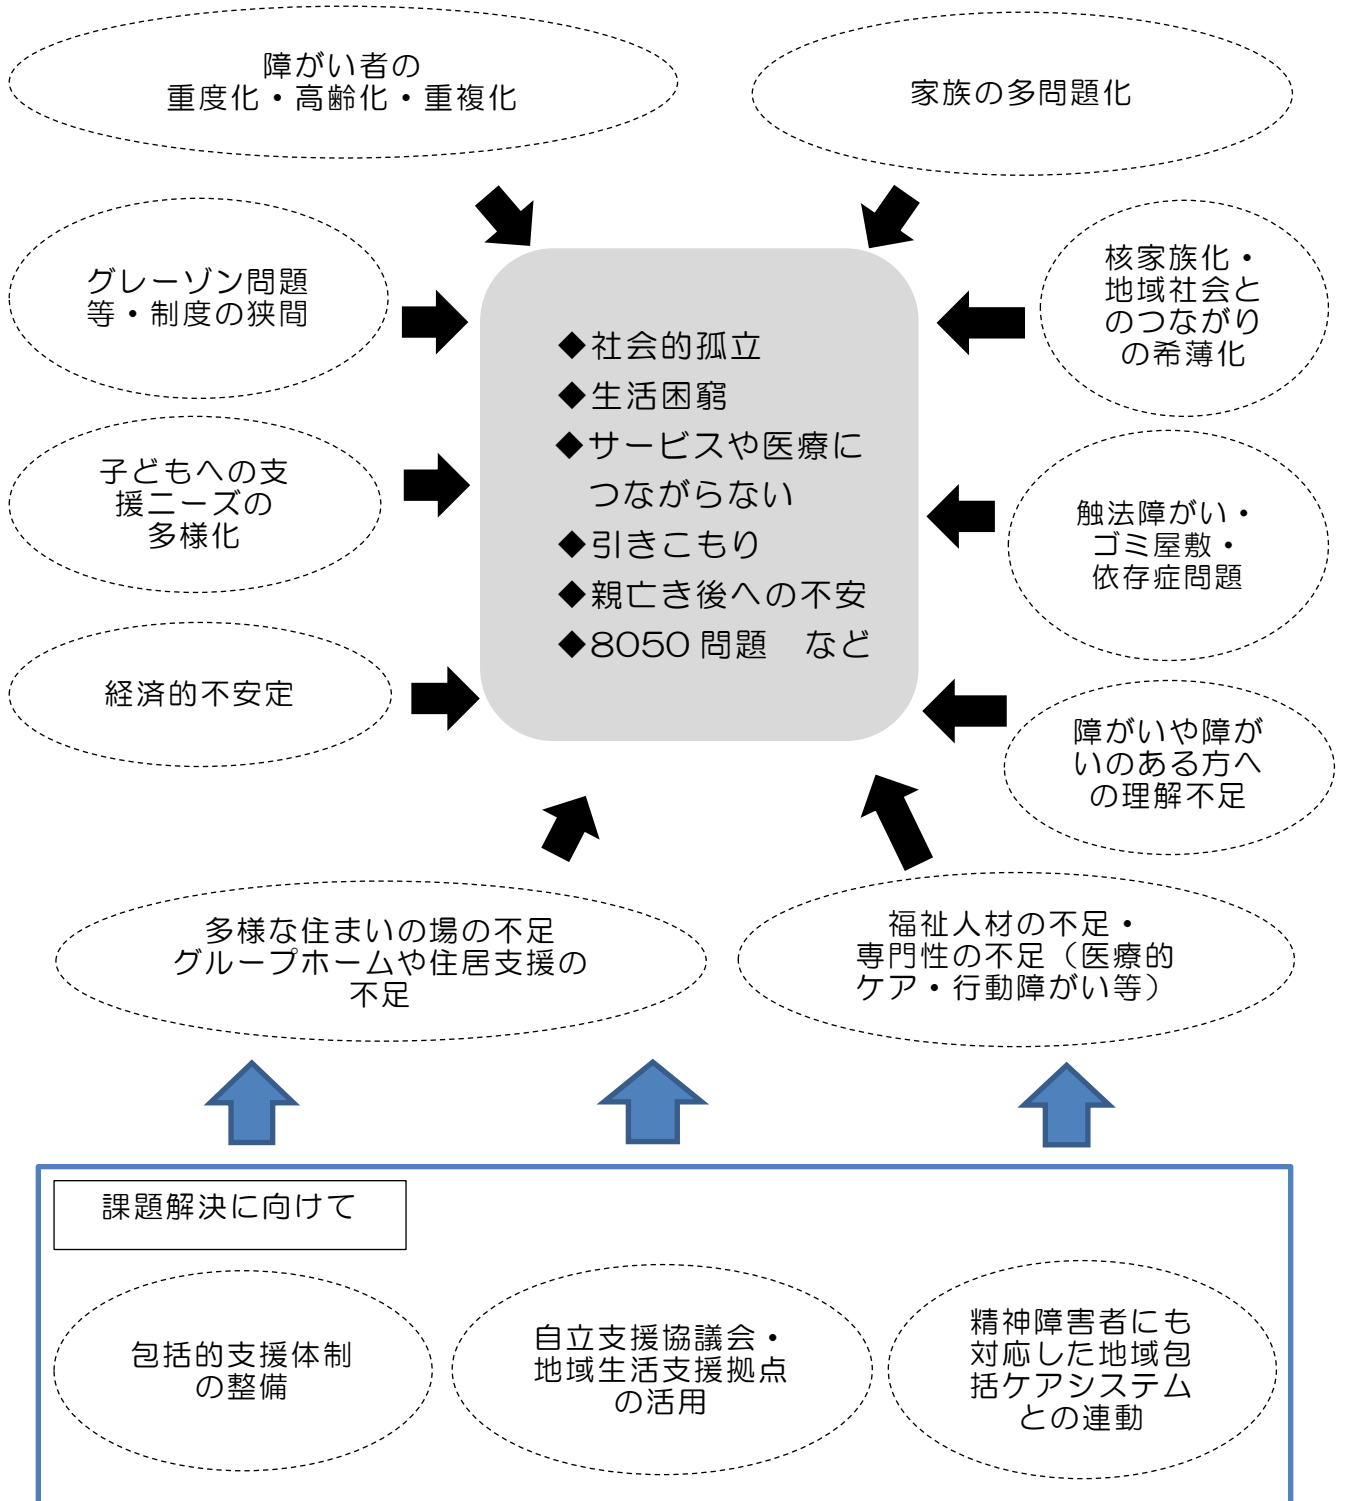 障がい者の
重度化・高齢化・重複化
家族の多問題化
グレーゾン問題
等・制度の狭間
核家族化・
地域社会と
のつながり
の希薄化
◆社会的孤立
◆生活困窮
◆サービスや医療に
つながらない
◆引きこもり
◆親亡き後への不安
◆8050問題　など
子どもへの支
援ニーズの
多様化
触法障がい・
ゴミ屋敷・
依存症問題
経済的不安定
障がいや障が
いのある方へ
の理解不足
多様な住まいの場の不足
グループホームや住居支援の
不足
福祉人材の不足・
専門性の不足（医療的
ケア・行動障がい等）
課題解決に向けて
包括的支援体制
の整備
自立支援協議会・
地域生活支援拠点
の活用
精神障害者にも
対応した地域包
括ケアシステム
との連動